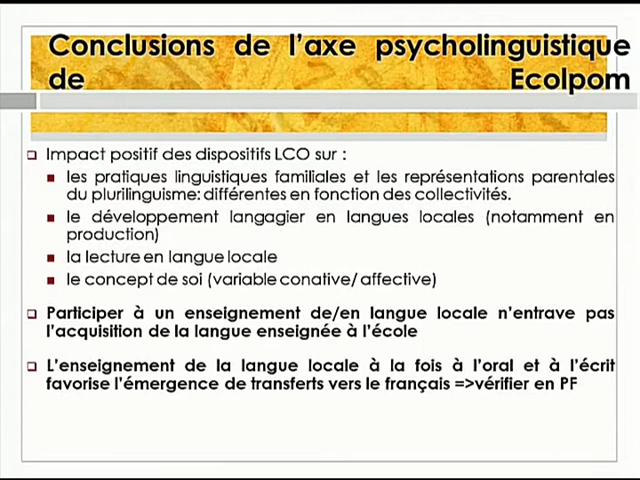 Conclusions de l'axe psycholinguistique
de Ecolpom
Impact positif des dispositifs LCO sur :
les pratiques linguistiques familiales et les représentations parentales
du plurilinguisme: différentes en fonction des collectivités.
le développement langagier en langues locales (notamment en
production)
la lecture en langue locale
le concept de soi (variable conative/ affective)
Participer à un enseignement de/en langue locale n'entrave pas
l'acquisition de la langue enseignée à l'école
L'enseignement de la langue locale à la fois à l'oral et à l'écrit
favorise l'émergence de transferts vers le français =>vérifier en PF